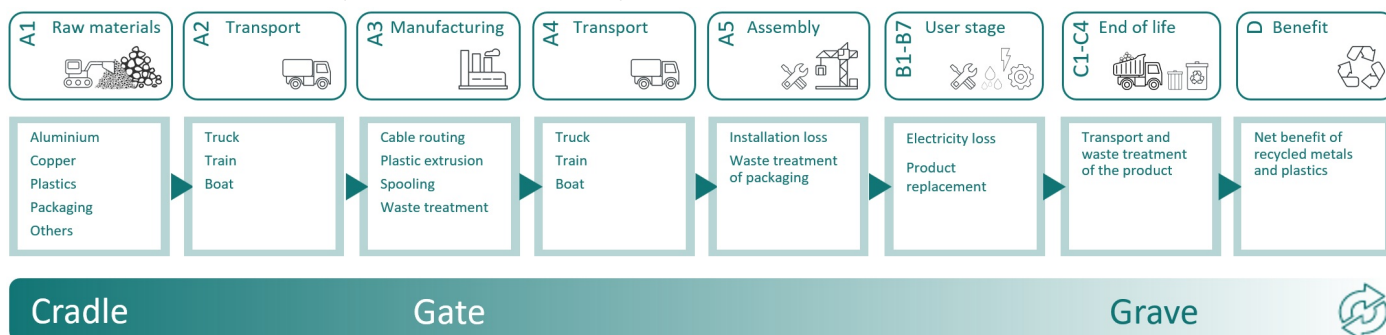 A1 Raw materials
A2 Transport
A3 Manufacturing
A4 Transport
A5 Assembly
B1-B7 User stage
C1-C4 End of life
D Benefit
Aluminium
Copper
Plastics
Packaging
Others
Truck
Train
Boat
Cable routing
Plastic extrusion
Spooling
Waste treatment
Truck
Train
Boat
Installation loss
Waste treatment
of packaging
Electricity loss
Product
replacement
Transport and
waste treatment
of the product
Net benefit of
recycled metals
and plastics
Cradle
Gate
Grave